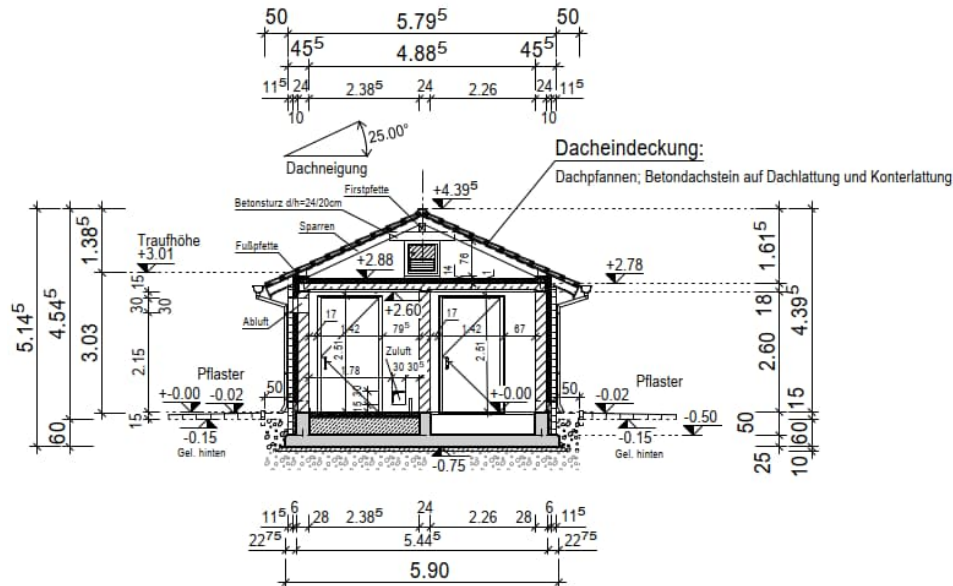 50 5.79⁵ 50
45⁵ 4.88⁵ 45⁵
11⁵ 24 2.38⁵ 24 2.26 24 11⁵
10 10
25.00°
Dachneigung
Dacheindeckung:
Dachpfannen; Betondachstein auf Dachlattung und Konterlattung
Firstpfette
+4.39⁵
Betonsturz d/h=24/20cm
Sparren
Traufhöhe
+3.01
Fußpfette
+2.88
76
14
1
+2.78
1.38⁵
1.61⁵
15
30
30
18
Abluft
+2.60
17 1.42 79⁵ 17 1.42 67
2.51
2.51
5.14⁵
4.54⁵
3.03
2.15
2.60
4.39⁵
Zuluft
1.78 30 30⁵
15 30
Pflaster
50
50
Pflaster
+-0.00 -0.02
+-0.00
-0.02
-0.50
15
-0.15
Gel. hinten
-0.15
Gel. hinten
60
50
15
60
25
10
-0.75
11⁵ 6 28 2.38⁵ 24 2.26 28 6 11⁵
22⁷⁵ 5.44⁵ 22⁷⁵
5.90